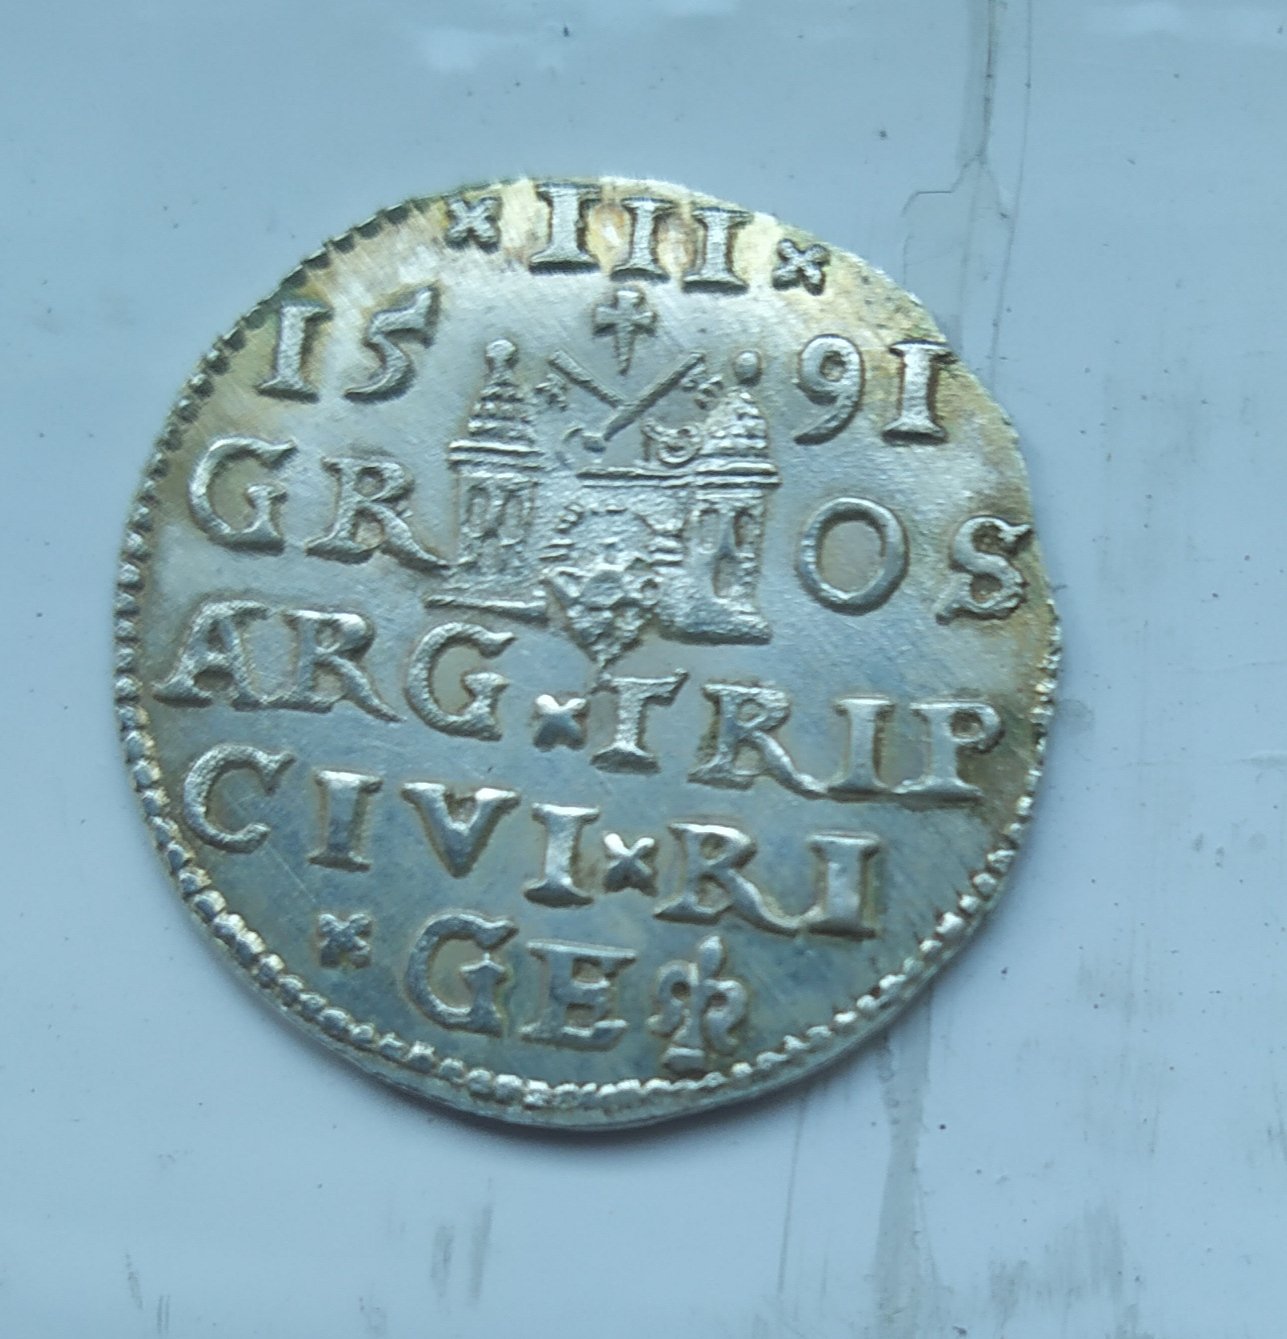 III
15 91
GR OS
ARG TRIP
CIVI RI
GE